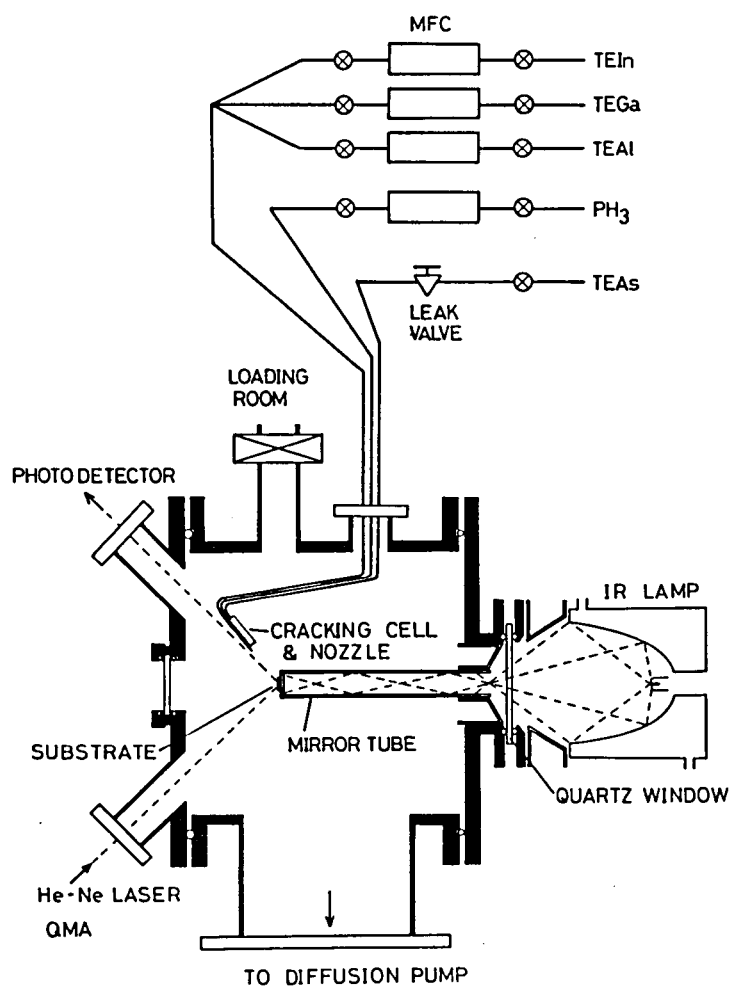 MFC
TEIn
TEGa
TEAl
PH3
TEAs
LEAK
VALVE
LOADING
ROOM
PHOTO DETECTOR
IR LAMP
CRACKING CELL
& NOZZLE
SUBSTRATE
MIRROR TUBE
QUARTZ WINDOW
He-Ne LASER
QMA
TO DIFFUSION PUMP